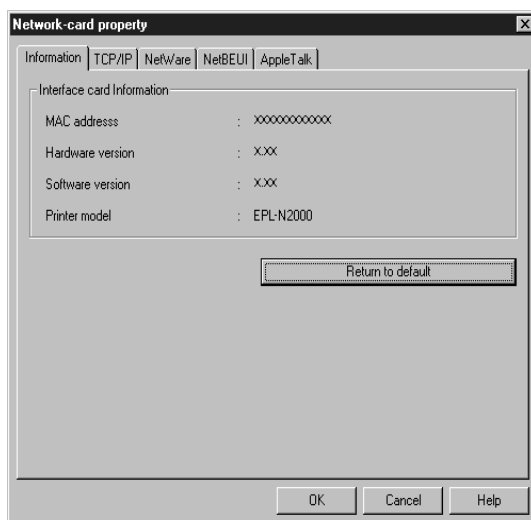 Network-card property
Information TCP/IP NetWare NetBEUI AppleTalk
Interface card Information
MAC addresss : XXXXXXXXXXXX
Hardware version : X.XX
Software version : X.XX
Printer model : EPL-N2000
Return to default
OK Cancel Help